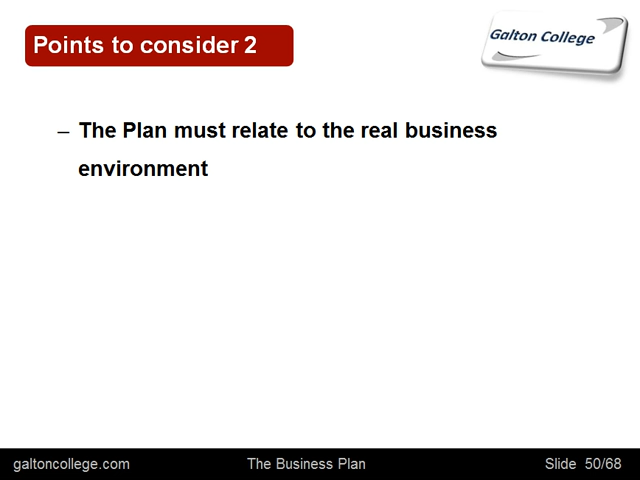 Points to consider 2
Galton College
– The Plan must relate to the real business
environment
galtoncollege.com The Business Plan Slide 50/68